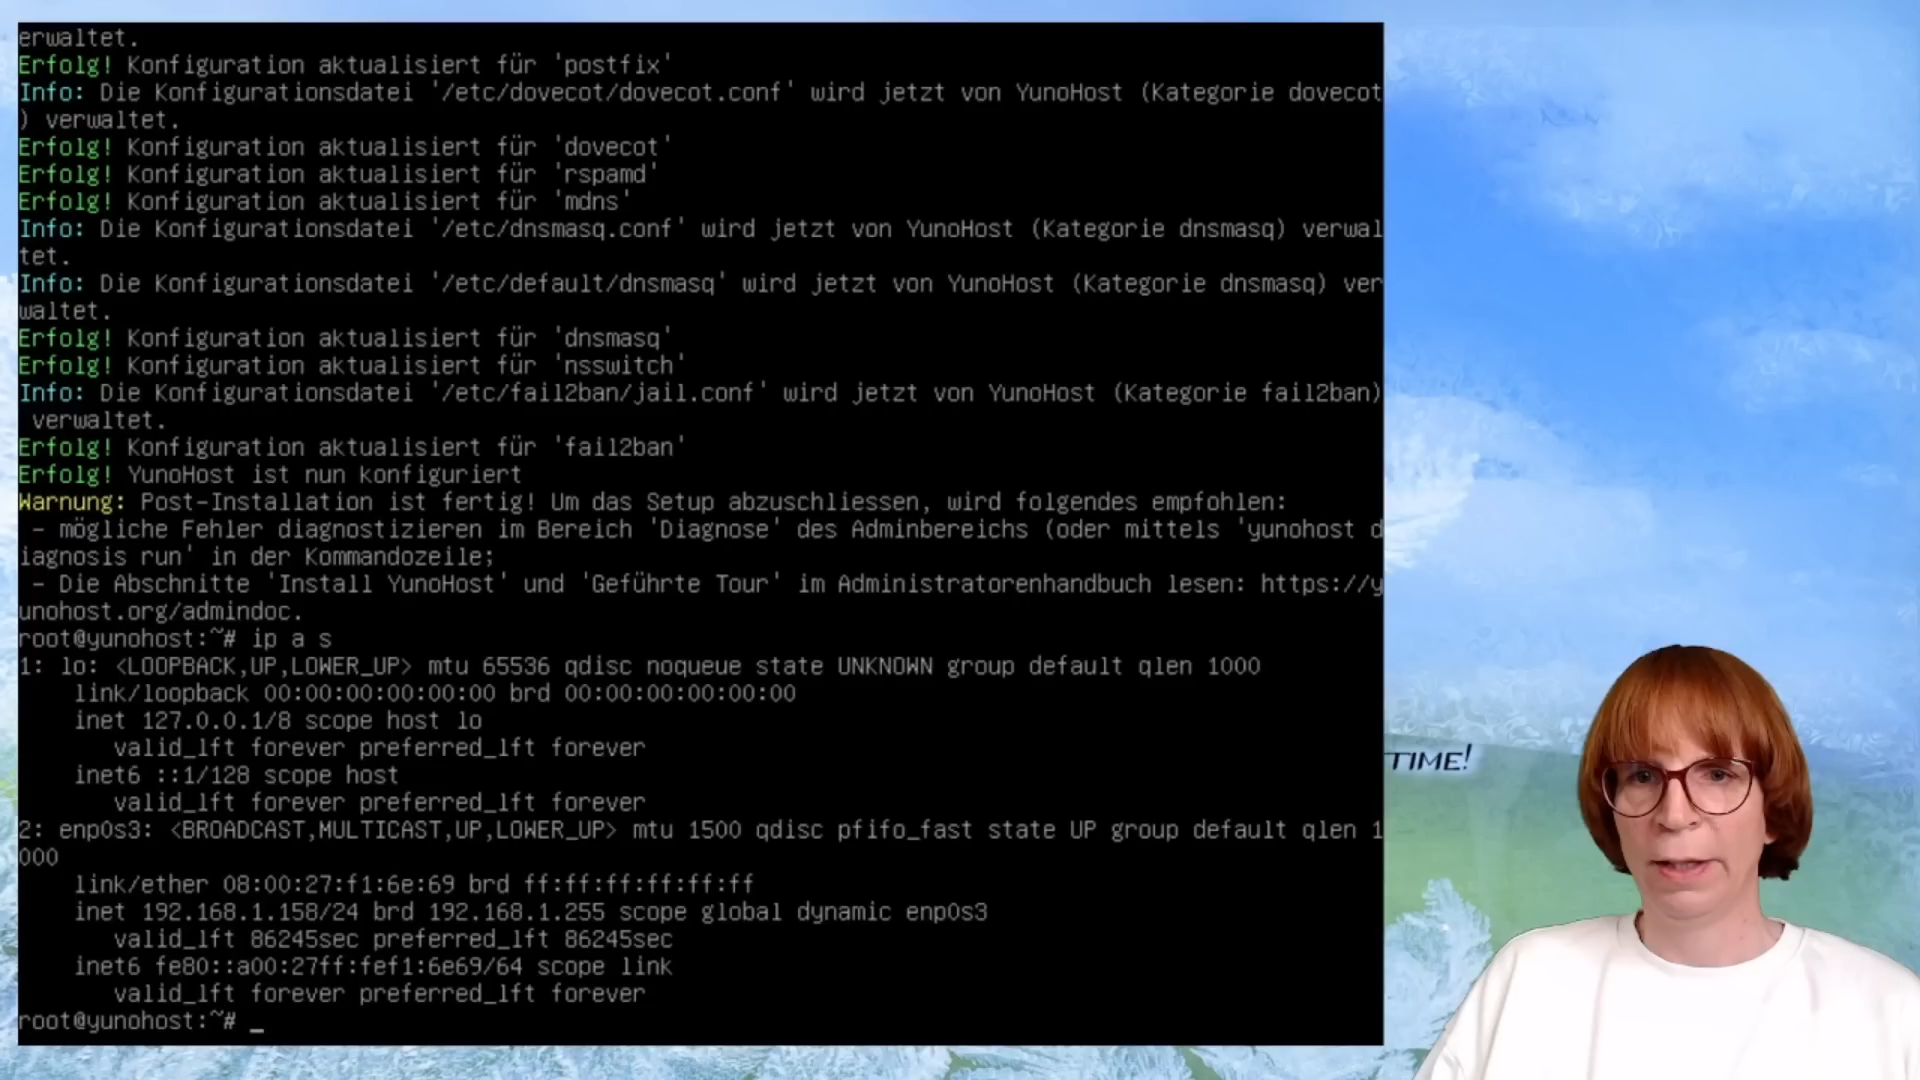 erwaltet.
Erfolg! Konfiguration aktualisiert für 'postfix'
Info: Die Konfigurationsdatei '/etc/dovecot/dovecot.conf' wird jetzt von YunoHost (Kategorie dovecot
) verwaltet.
Erfolg! Konfiguration aktualisiert für 'dovecot'
Erfolg! Konfiguration aktualisiert für 'rspamd'
Erfolg! Konfiguration aktualisiert für 'mdns'
Info: Die Konfigurationsdatei '/etc/dnsmasq.conf' wird jetzt von YunoHost (Kategorie dnsmasq) verwal
tet.
Info: Die Konfigurationsdatei '/etc/default/dnsmasq' wird jetzt von YunoHost (Kategorie dnsmasq) ver
waltet.
Erfolg! Konfiguration aktualisiert für 'dnsmasq'
Erfolg! Konfiguration aktualisiert für 'nsswitch'
Info: Die Konfigurationsdatei '/etc/fail2ban/jail.conf' wird jetzt von YunoHost (Kategorie fail2ban)
 verwaltet.
Erfolg! Konfiguration aktualisiert für 'fail2ban'
Erfolg! YunoHost ist nun konfiguriert
Warnung: Post-Installation ist fertig! Um das Setup abzuschliessen, wird folgendes empfohlen:
 - mögliche Fehler diagnostizieren im Bereich 'Diagnose' des Adminbereichs (oder mittels 'yunohost d
iagnosis run' in der Kommandozeile;
 - Die Abschnitte 'Install YunoHost' und 'Geführte Tour' im Administratorenhandbuch lesen: https://y
unohost.org/admindoc.
root@yunohost:~# ip a s
1: lo: <LOOPBACK,UP,LOWER_UP> mtu 65536 qdisc noqueue state UNKNOWN group default qlen 1000
    link/loopback 00:00:00:00:00:00 brd 00:00:00:00:00:00
    inet 127.0.0.1/8 scope host lo
       valid_lft forever preferred_lft forever
    inet6 ::1/128 scope host
       valid_lft forever preferred_lft forever
2: enp0s3: <BROADCAST,MULTICAST,UP,LOWER_UP> mtu 1500 qdisc pfifo_fast state UP group default qlen 1
000
    link/ether 08:00:27:f1:6e:69 brd ff:ff:ff:ff:ff:ff
    inet 192.168.1.158/24 brd 192.168.1.255 scope global dynamic enp0s3
       valid_lft 86245sec preferred_lft 86245sec
    inet6 fe80::a00:27ff:fef1:6e69/64 scope link
       valid_lft forever preferred_lft forever
root@yunohost:~# _
TIME!